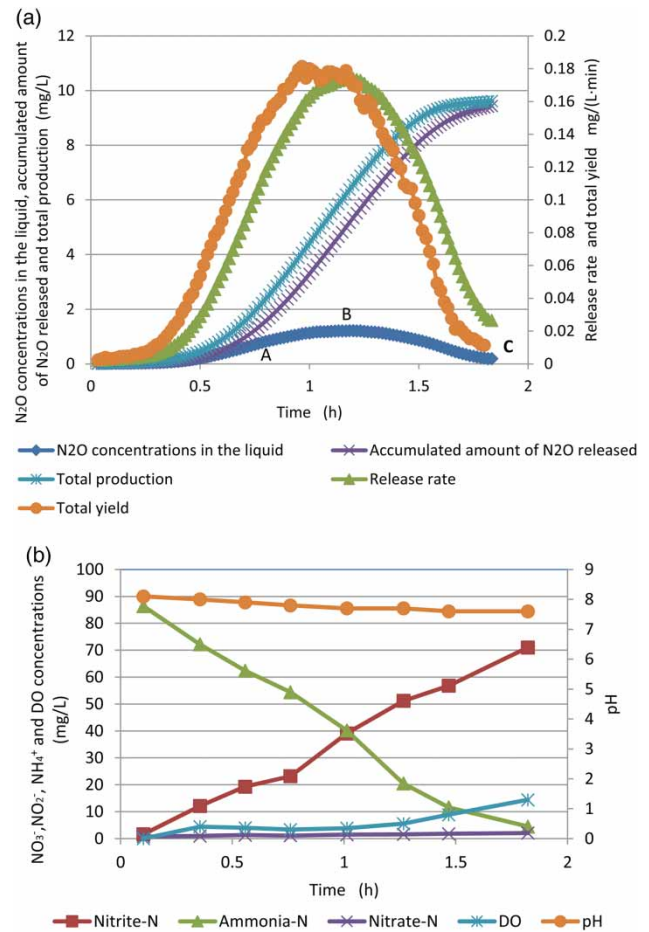 (a)
N2O concentrations in the liquid, accumulated amount
of N2O released and total production (mg/L)
12
10
8
6
4
2
0
0.2
0.18
0.16
0.14
0.12
0.1
0.08
0.06
0.04
0.02
0
Release rate and total yield mg/(L·min)
A
B
C
0
0.5
1
1.5
2
Time (h)
N2O concentrations in the liquid
Accumulated amount of N2O released
Total production
Release rate
Total yield
(b)
NO₃⁻,NO₂⁻, NH₄⁺ and DO concentrations
(mg/L)
100
90
80
70
60
50
40
30
20
10
0
9
8
7
6
5
4
3
2
1
0
pH
0
0.5
1
1.5
2
Time (h)
Nitrite-N
Ammonia-N
Nitrate-N
DO
pH